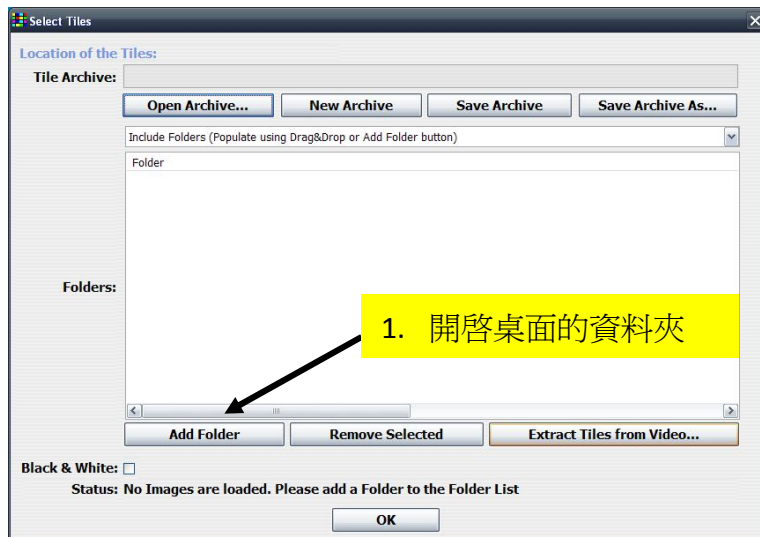 Select Tiles
Location of the Tiles:
Tile Archive:
Open Archive... New Archive Save Archive Save Archive As...
Include Folders (Populate using Drag&Drop or Add Folder button)
Folder
Folders:
1. 開啓桌面的資料夾
Add Folder Remove Selected Extract Tiles from Video...
Black & White:
Status: No Images are loaded. Please add a Folder to the Folder List
OK